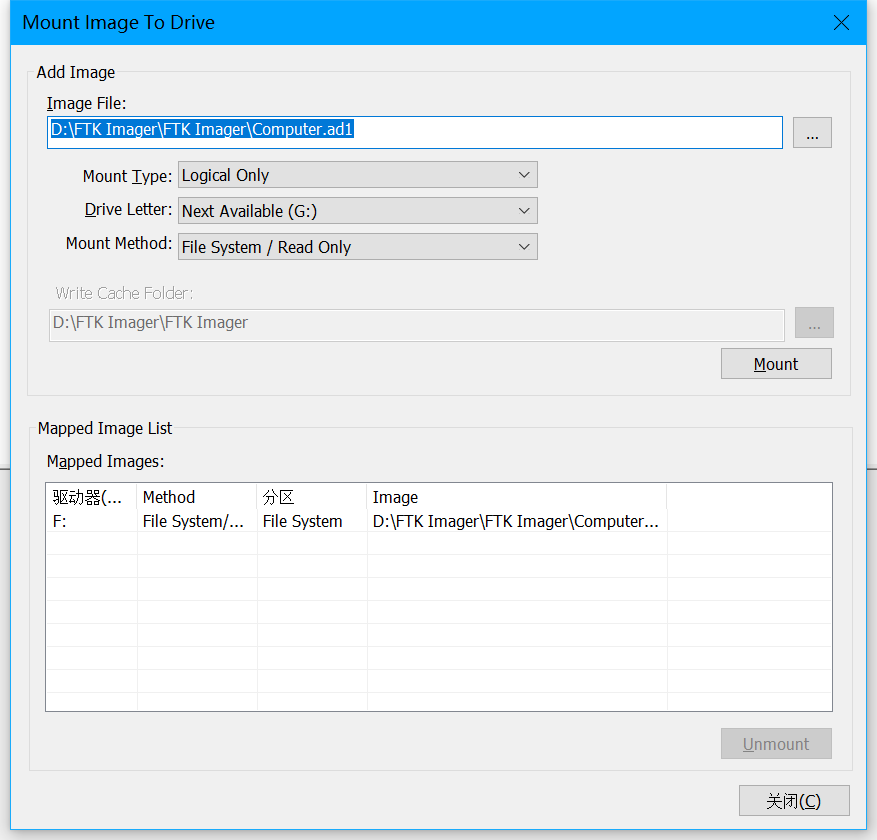 Mount Image To Drive
Add Image
Image File:
D:\FTK Imager\FTK Imager\Computer.ad1
...
Mount Type: Logical Only
Drive Letter: Next Available (G:)
Mount Method: File System / Read Only
Write Cache Folder:
D:\FTK Imager\FTK Imager
...
Mount
Mapped Image List
Mapped Images:
驱动器(... Method 分区 Image
F: File System/... File System D:\FTK Imager\FTK Imager\Computer...
Unmount
关闭(C)